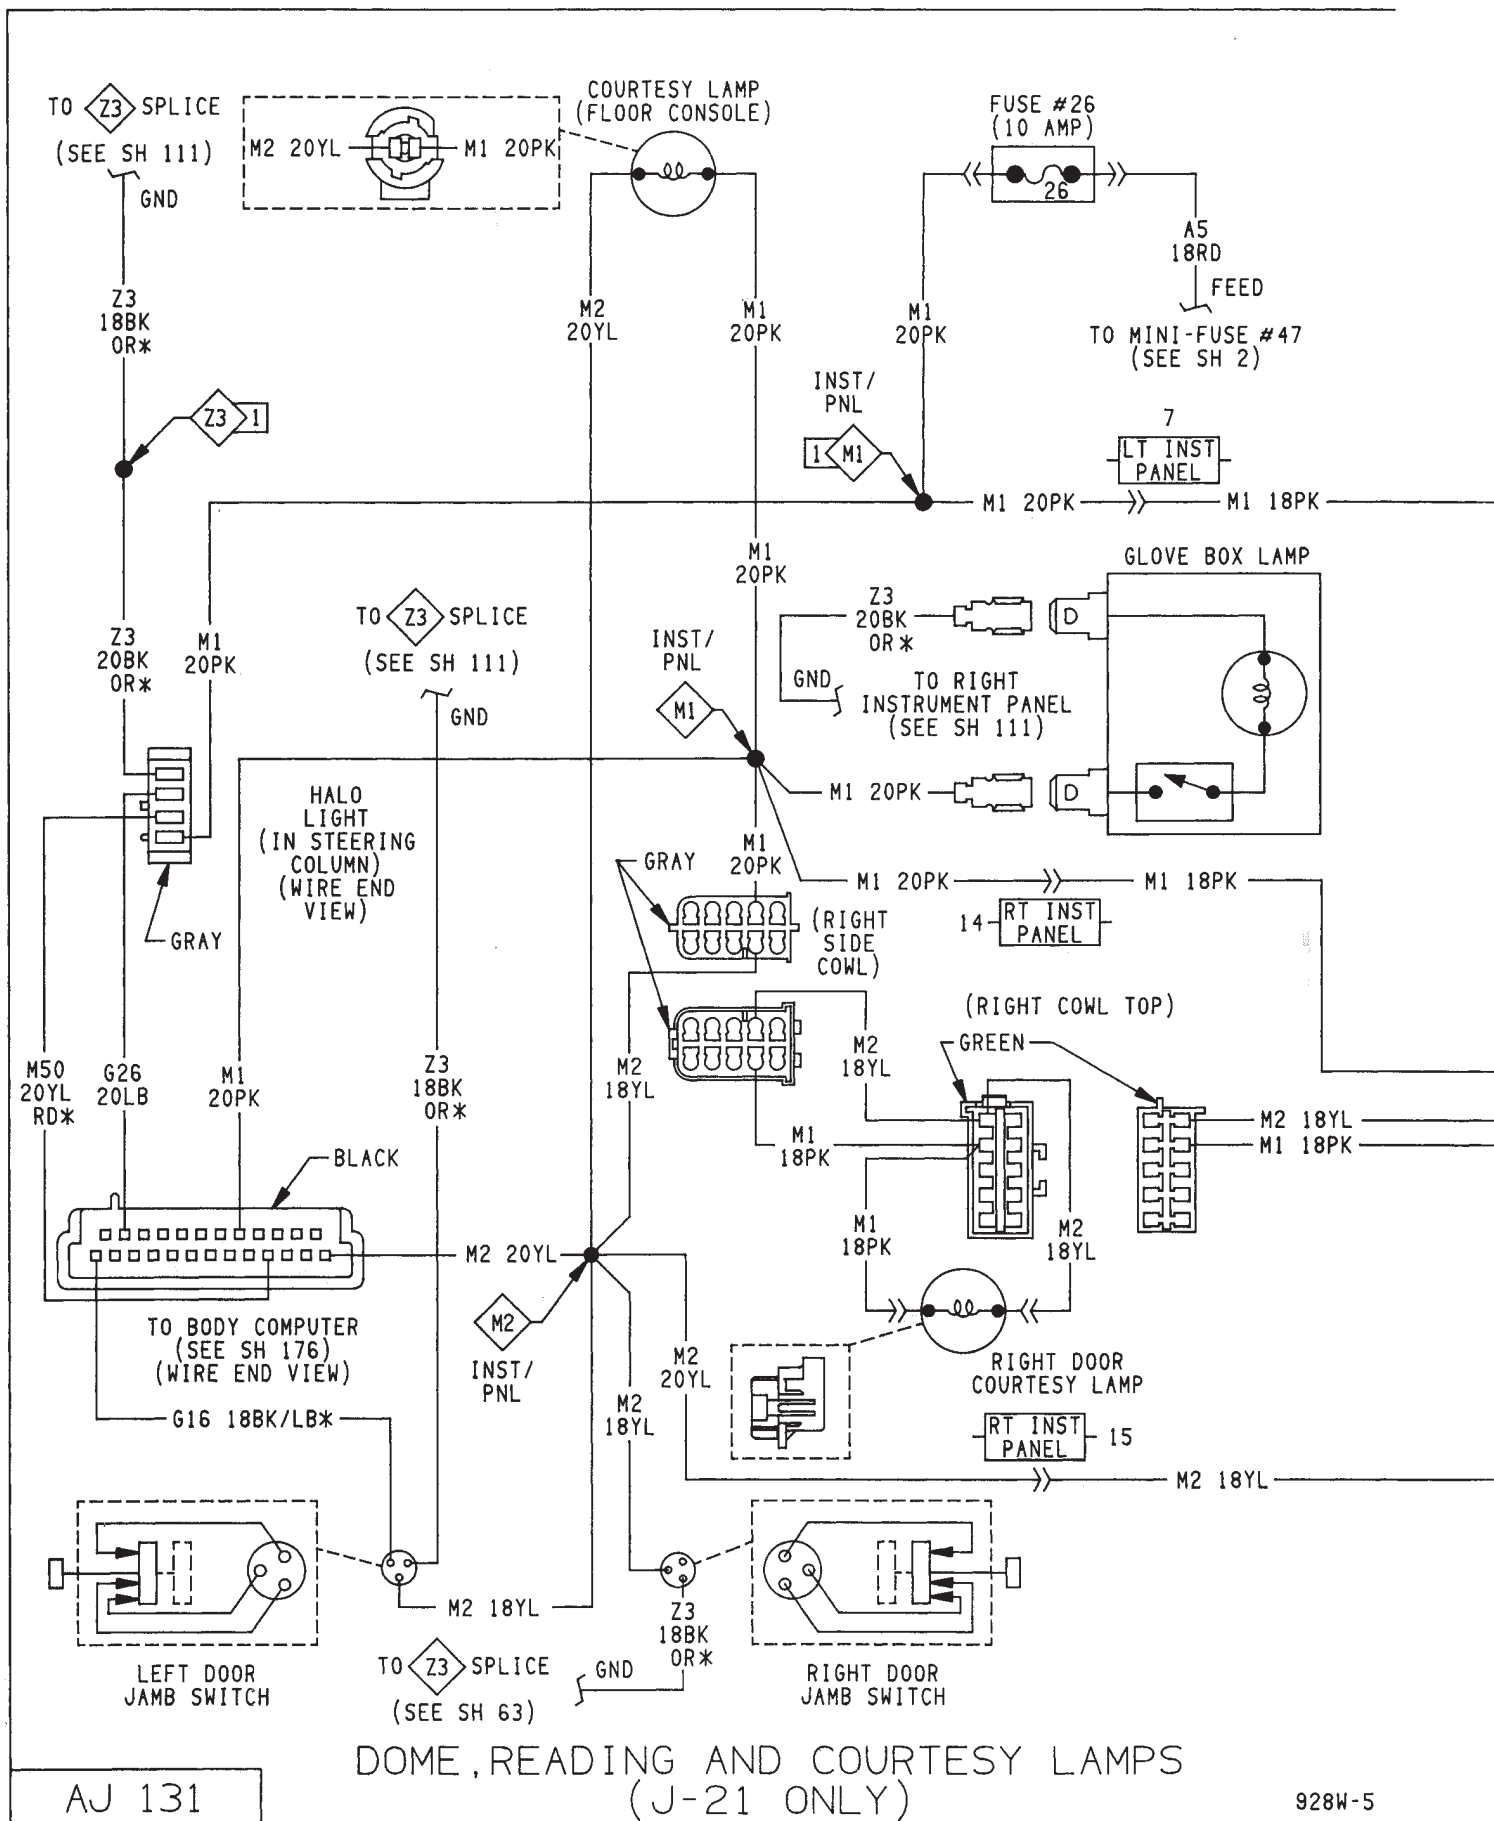 TO Z3 SPLICE
(SEE SH 111)
GND
M2 20YL
M1 20PK
COURTESY LAMP
(FLOOR CONSOLE)
FUSE #26
(10 AMP)
26
A5
18RD
FEED
TO MINI-FUSE #47
(SEE SH 2)
Z3
18BK
OR*
M2
20YL
M1
20PK
M1
20PK
INST/
PNL
1 M1
Z3 1
7
LT INST
PANEL
M1 20PK
M1 18PK
M1
20PK
GLOVE BOX LAMP
Z3
20BK
OR*
D
GND
TO RIGHT
INSTRUMENT PANEL
(SEE SH 111)
TO Z3 SPLICE
(SEE SH 111)
GND
INST/
PNL
M1
Z3
20BK
OR*
M1
20PK
M1 20PK
D
HALO
LIGHT
(IN STEERING
COLUMN)
(WIRE END
VIEW)
GRAY
M1
20PK
GRAY
M1 20PK
M1 18PK
14
RT INST
PANEL
(RIGHT
SIDE
COWL)
(RIGHT COWL TOP)
GREEN
M50
20YL
RD*
G26
20LB
M1
20PK
Z3
18BK
OR*
M2
18YL
M2
18YL
M2 18YL
M1 18PK
M1
18PK
BLACK
M1
18PK
M2
18YL
M2 20YL
M2
INST/
PNL
TO BODY COMPUTER
(SEE SH 176)
(WIRE END VIEW)
G16 18BK/LB*
M2
20YL
M2
18YL
RIGHT DOOR
COURTESY LAMP
RT INST
PANEL
15
M2 18YL
M2 18YL
Z3
18BK
OR*
LEFT DOOR
JAMB SWITCH
TO Z3 SPLICE
(SEE SH 63)
GND
RIGHT DOOR
JAMB SWITCH
DOME, READING AND COURTESY LAMPS
(J-21 ONLY)
AJ 131
928W-5